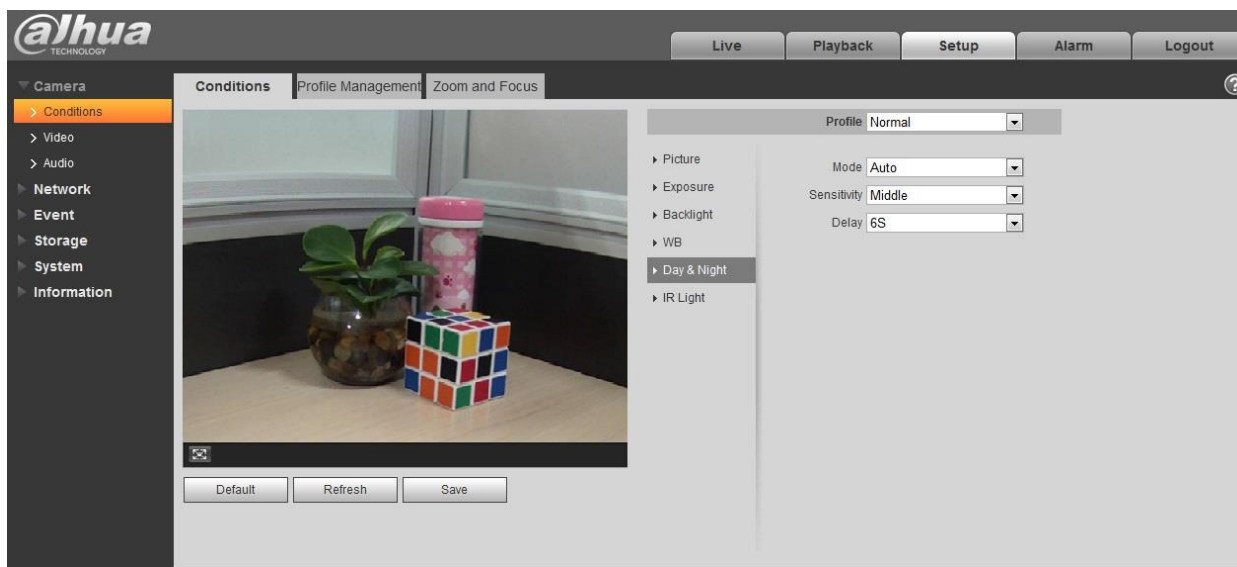 alhua
TECHNOLOGY
Live
Playback
Setup
Alarm
Logout
Camera
Conditions
Video
Audio
Network
Event
Storage
System
Information
Conditions
Profile Management
Zoom and Focus
?
Profile Normal
Picture
Exposure
Backlight
WB
Day & Night
IR Light
Mode Auto
Sensitivity Middle
Delay 6S
Default
Refresh
Save